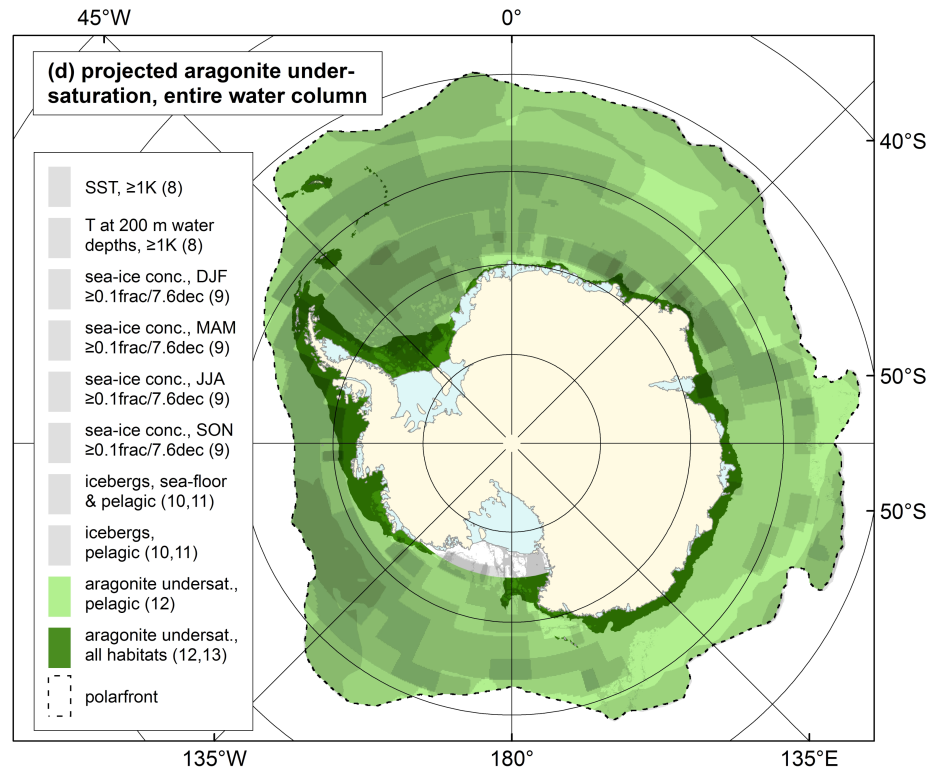 45°W
0°
(d) projected aragonite under-
saturation, entire water column
40°S
SST, ≥1K (8)
T at 200 m water
depths, ≥1K (8)
sea-ice conc., DJF
≥0.1frac/7.6dec (9)
sea-ice conc., MAM
≥0.1frac/7.6dec (9)
sea-ice conc., JJA
≥0.1frac/7.6dec (9)
sea-ice conc., SON
≥0.1frac/7.6dec (9)
icebergs, sea-floor
& pelagic (10,11)
icebergs,
pelagic (10,11)
aragonite undersat.,
pelagic (12)
aragonite undersat.,
all habitats (12,13)
polarfront
50°S
50°S
135°W
180°
135°E